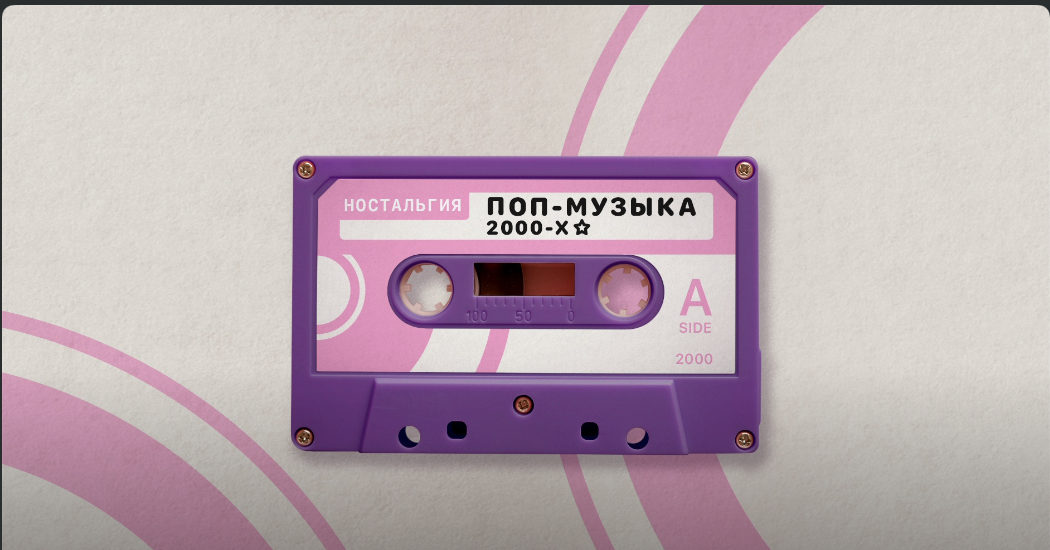 НОСТАЛЬГИЯ
ПОП-МУЗЫКА
2000-Х☆
100 50 0
A
SIDE
2000